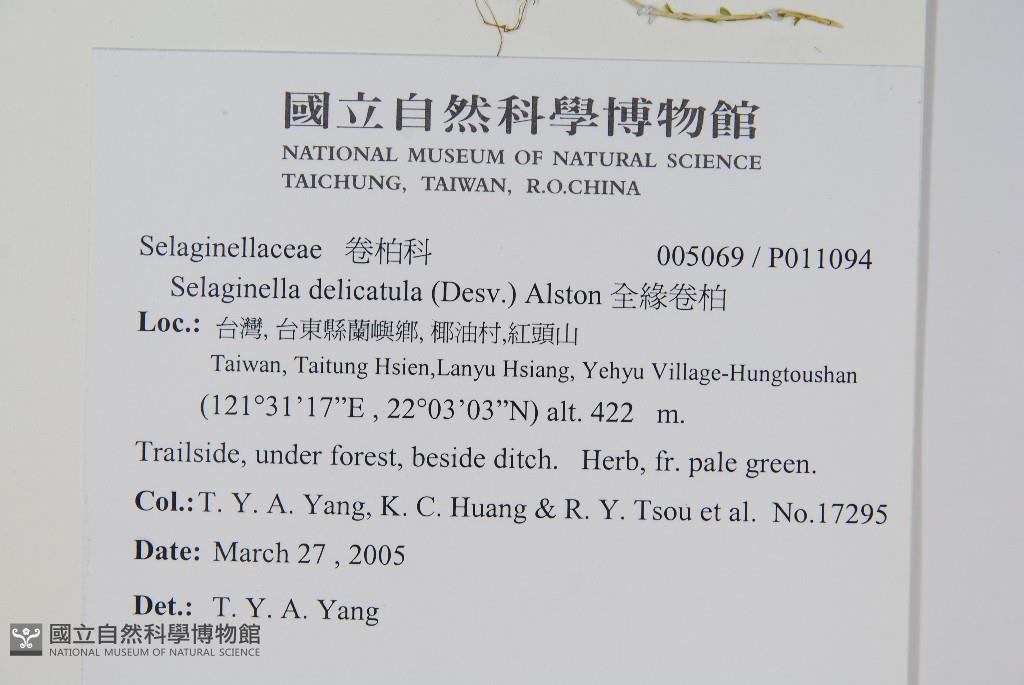 國立自然科學博物館
NATIONAL MUSEUM OF NATURAL SCIENCE
TAICHUNG, TAIWAN, R.O.CHINA
Selaginellaceae 卷柏科 005069 / P011094
Selaginella delicatula (Desv.) Alston 全緣卷柏
Loc.: 台灣, 台東縣蘭嶼鄉, 椰油村,紅頭山
Taiwan, Taitung Hsien,Lanyu Hsiang, Yehyu Village-Hungtoushan
(121°31’17”E , 22°03’03”N) alt. 422 m.
Trailside, under forest, beside ditch. Herb, fr. pale green.
Col.: T. Y. A. Yang, K. C. Huang & R. Y. Tsou et al. No.17295
Date: March 27 , 2005
Det.: T. Y. A. Yang
國立自然科學博物館
NATIONAL MUSEUM OF NATURAL SCIENCE